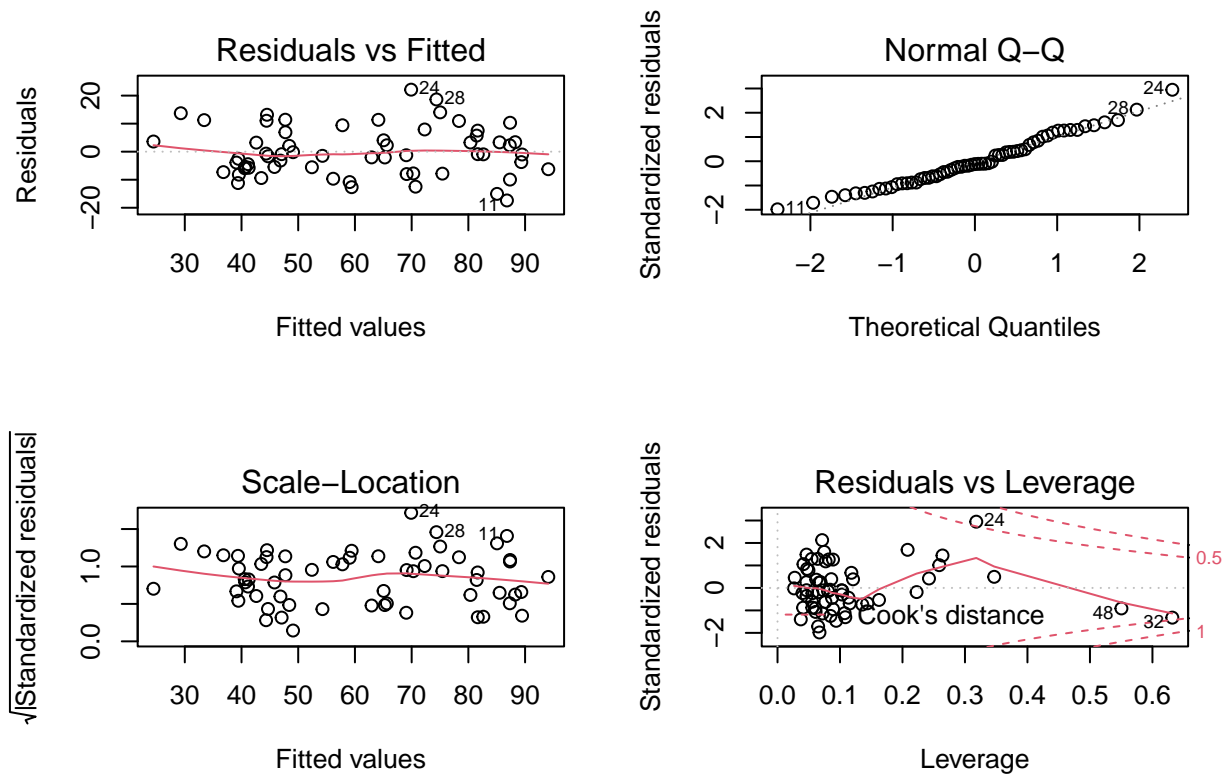 Residuals vs Fitted
Residuals
20
0
−20
24
28
11
30 40 50 60 70 80 90
Fitted values
Normal Q−Q
Standardized residuals
2
0
−2
24
28
11
−2 −1 0 1 2
Theoretical Quantiles
Scale−Location
√|Standardized residuals|
1.0
0.0
24
28
11
30 40 50 60 70 80 90
Fitted values
Residuals vs Leverage
Standardized residuals
2
0
−2
24
48
32
Cook's distance
0.5
1
0.0 0.1 0.2 0.3 0.4 0.5 0.6
Leverage